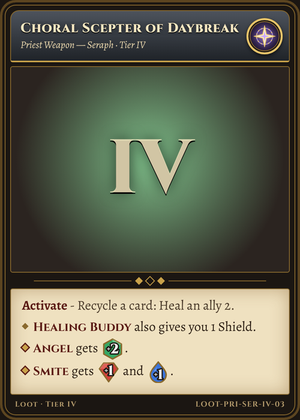 Choral Scepter of Daybreak
Priest Weapon — Seraph · Tier IV
IV
Activate - Recycle a card: Heal an ally 2.
Healing Buddy also gives you 1 Shield.
Angel gets +2 .
Smite gets +1 and +1 .
Loot · Tier IV
LOOT-PRI-SER-IV-03